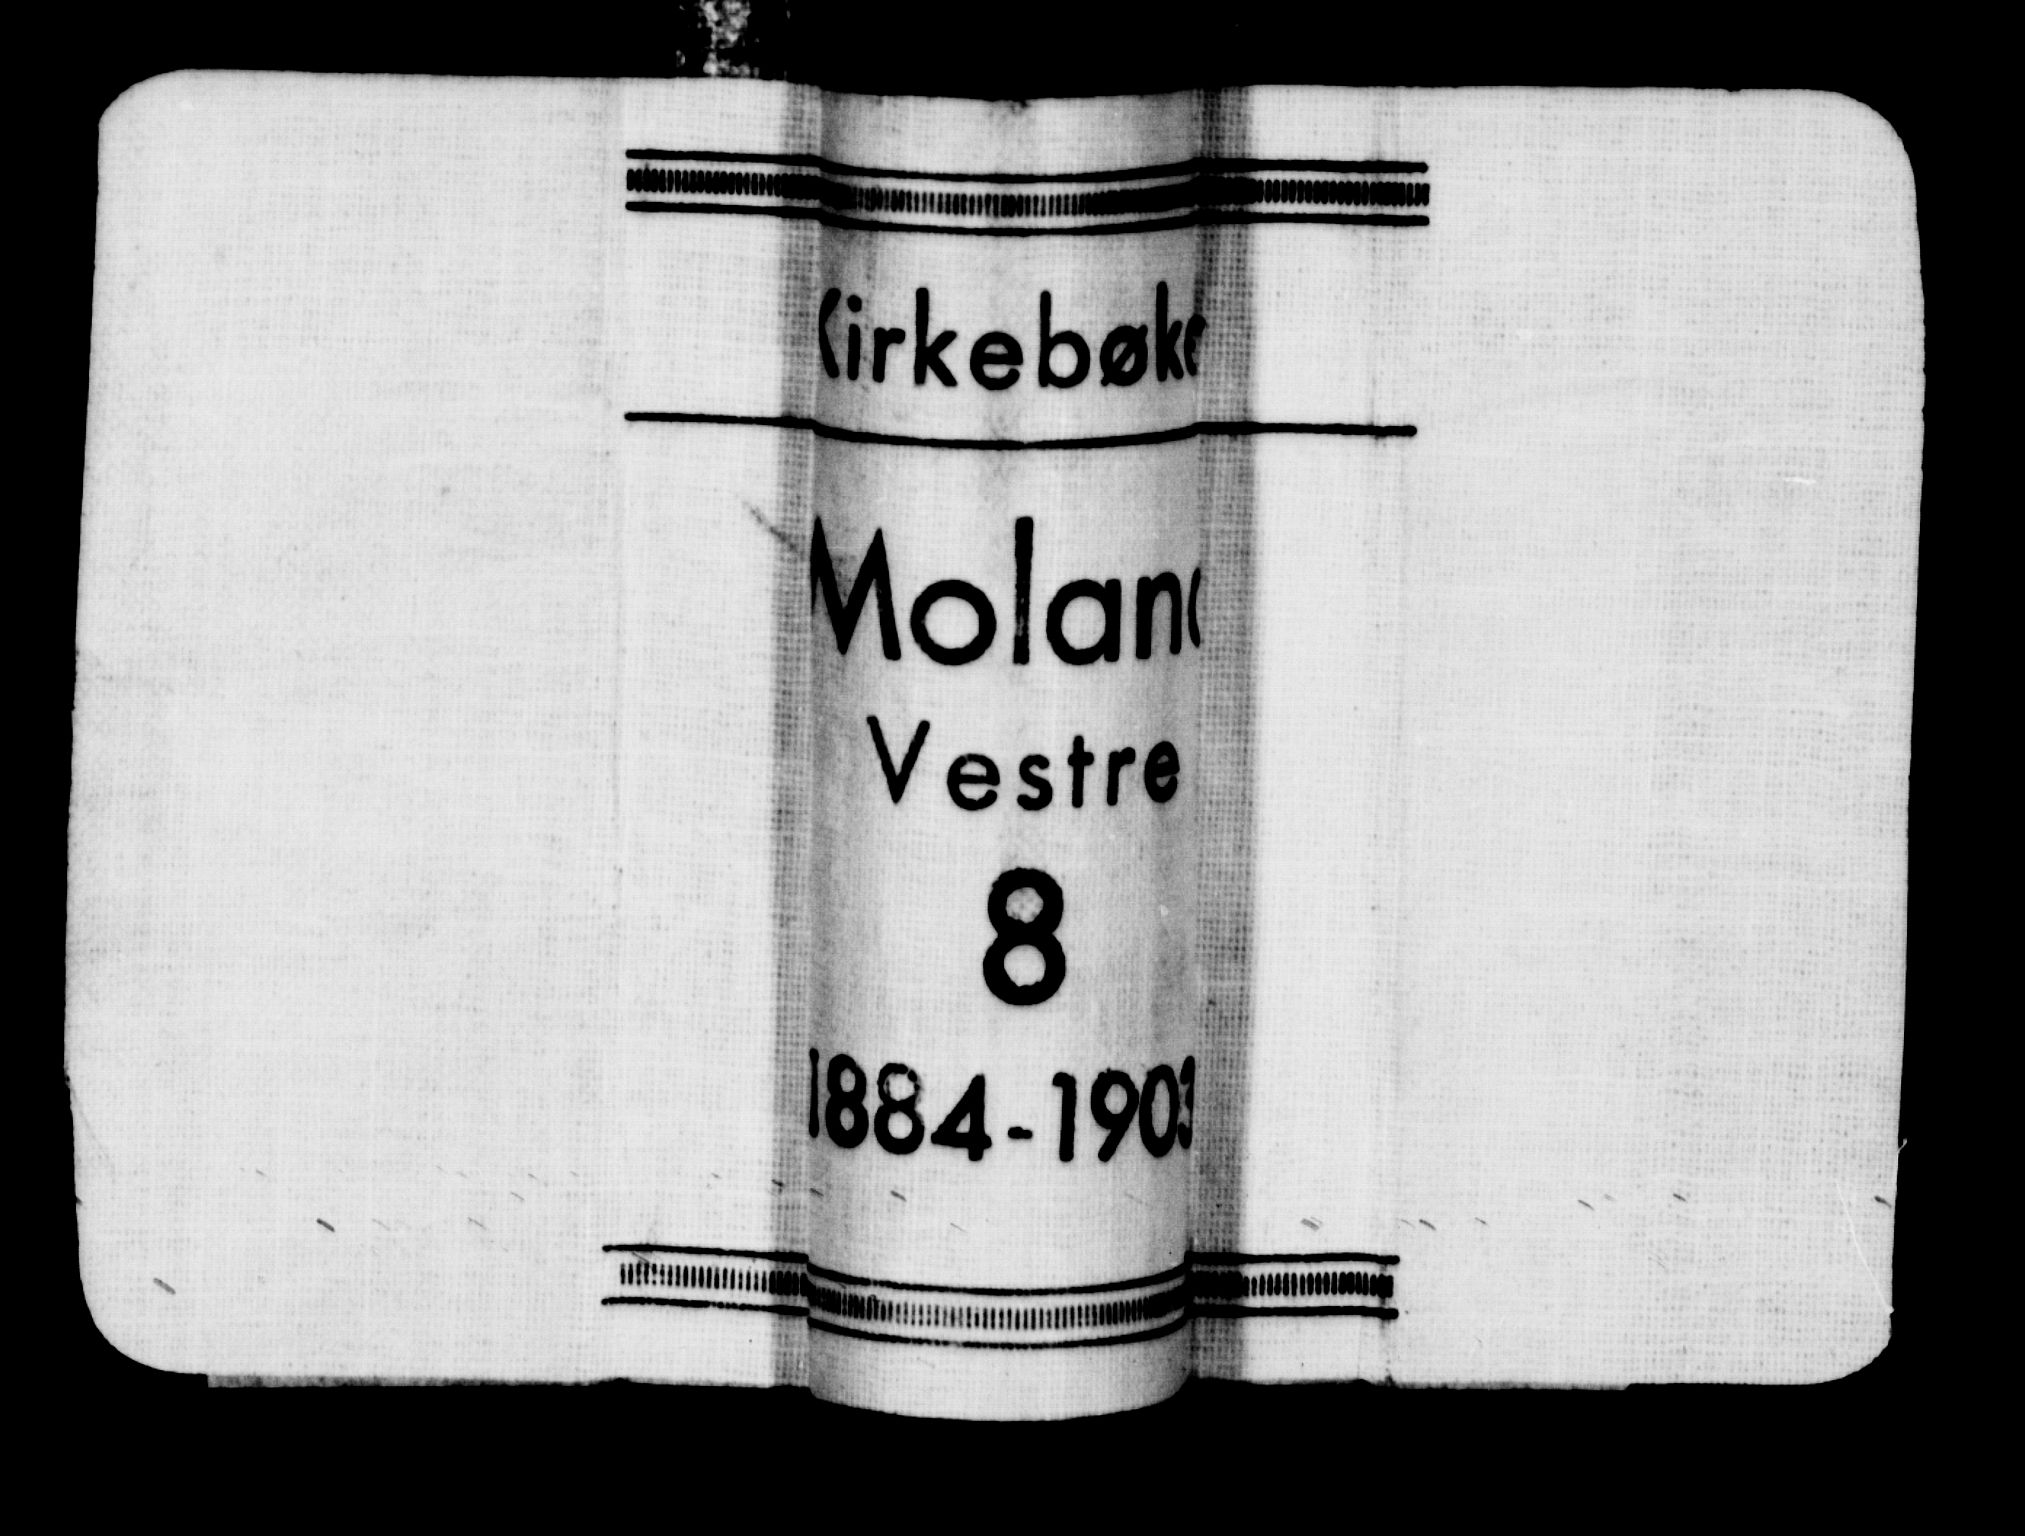 Kirkebøker
Moland
Vestre
8
1884-1903